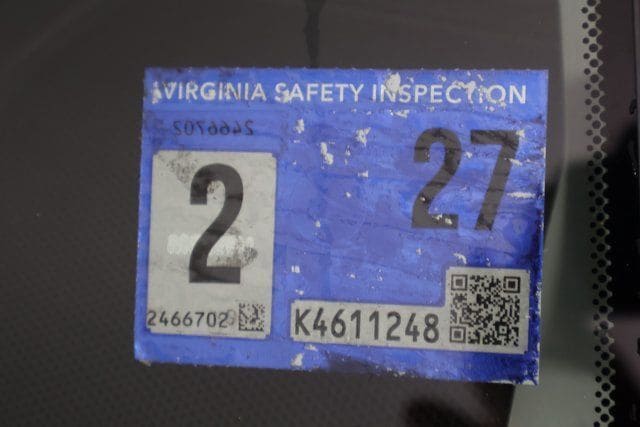 VIRGINIA SAFETY INSPECTION
2466702
27
2
2466702
K4611248